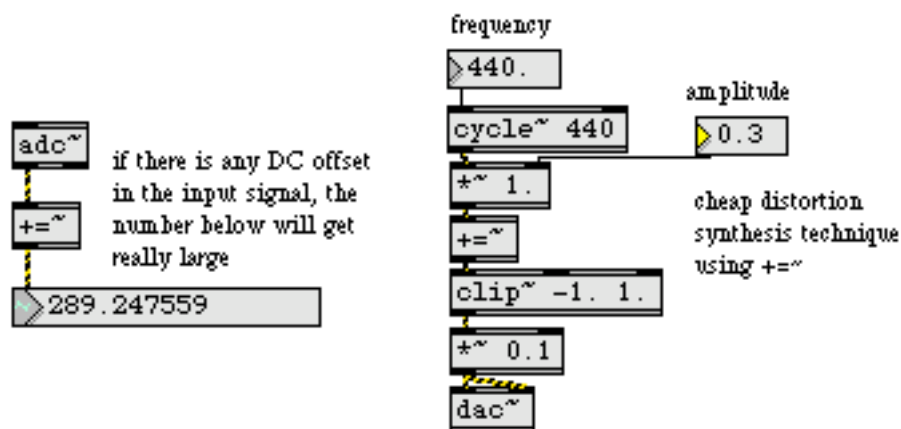 adc~
if there is any DC offset
in the input signal, the
number below will get
really large
+=~
289.247559
frequency
440.
cycle~ 440
amplitude
0.3
*~ 1.
+=~
cheap distortion
synthesis technique
using +=~
clip~ -1. 1.
*~ 0.1
dac~